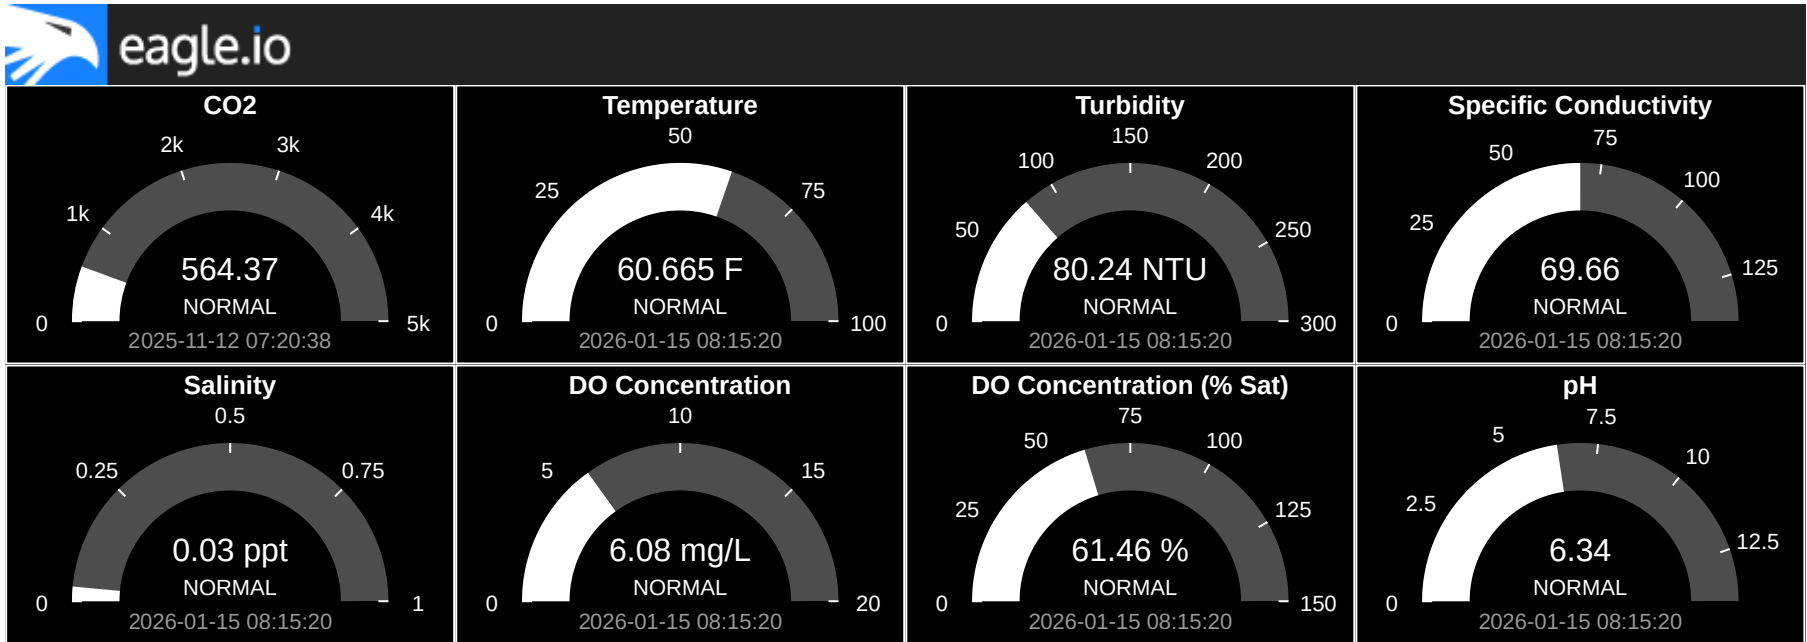 eagle.io
CO2
2k
3k
1k
4k
0
5k
564.37
NORMAL
2025-11-12 07:20:38
Temperature
50
25
75
0
100
60.665 F
NORMAL
2026-01-15 08:15:20
Turbidity
150
100
200
50
250
0
300
80.24 NTU
NORMAL
2026-01-15 08:15:20
Specific Conductivity
75
50
100
25
125
0
69.66
NORMAL
2026-01-15 08:15:20
Salinity
0.5
0.25
0.75
0
1
0.03 ppt
NORMAL
2026-01-15 08:15:20
DO Concentration
10
5
15
0
20
6.08 mg/L
NORMAL
2026-01-15 08:15:20
DO Concentration (% Sat)
75
50
100
25
125
0
150
61.46 %
NORMAL
2026-01-15 08:15:20
pH
7.5
5
10
2.5
12.5
0
6.34
NORMAL
2026-01-15 08:15:20